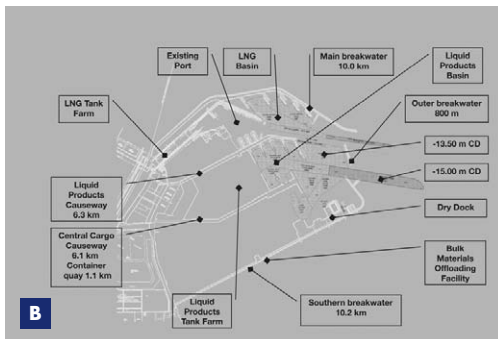 Existing
Port
LNG
Basin
Main breakwater
10.0 km
Liquid
Products
Basin
LNG Tank
Farm
Outer breakwater
800 m
-13.50 m CD
-15.00 m CD
Liquid
Products
Causeway
6.3 km
Dry Dock
Central Cargo
Causeway
6.1 km
Container
quay 1.1 km
Bulk
Materials
Offloading
Facility
Liquid
Products
Tank Farm
Southern breakwater
10.2 km
B